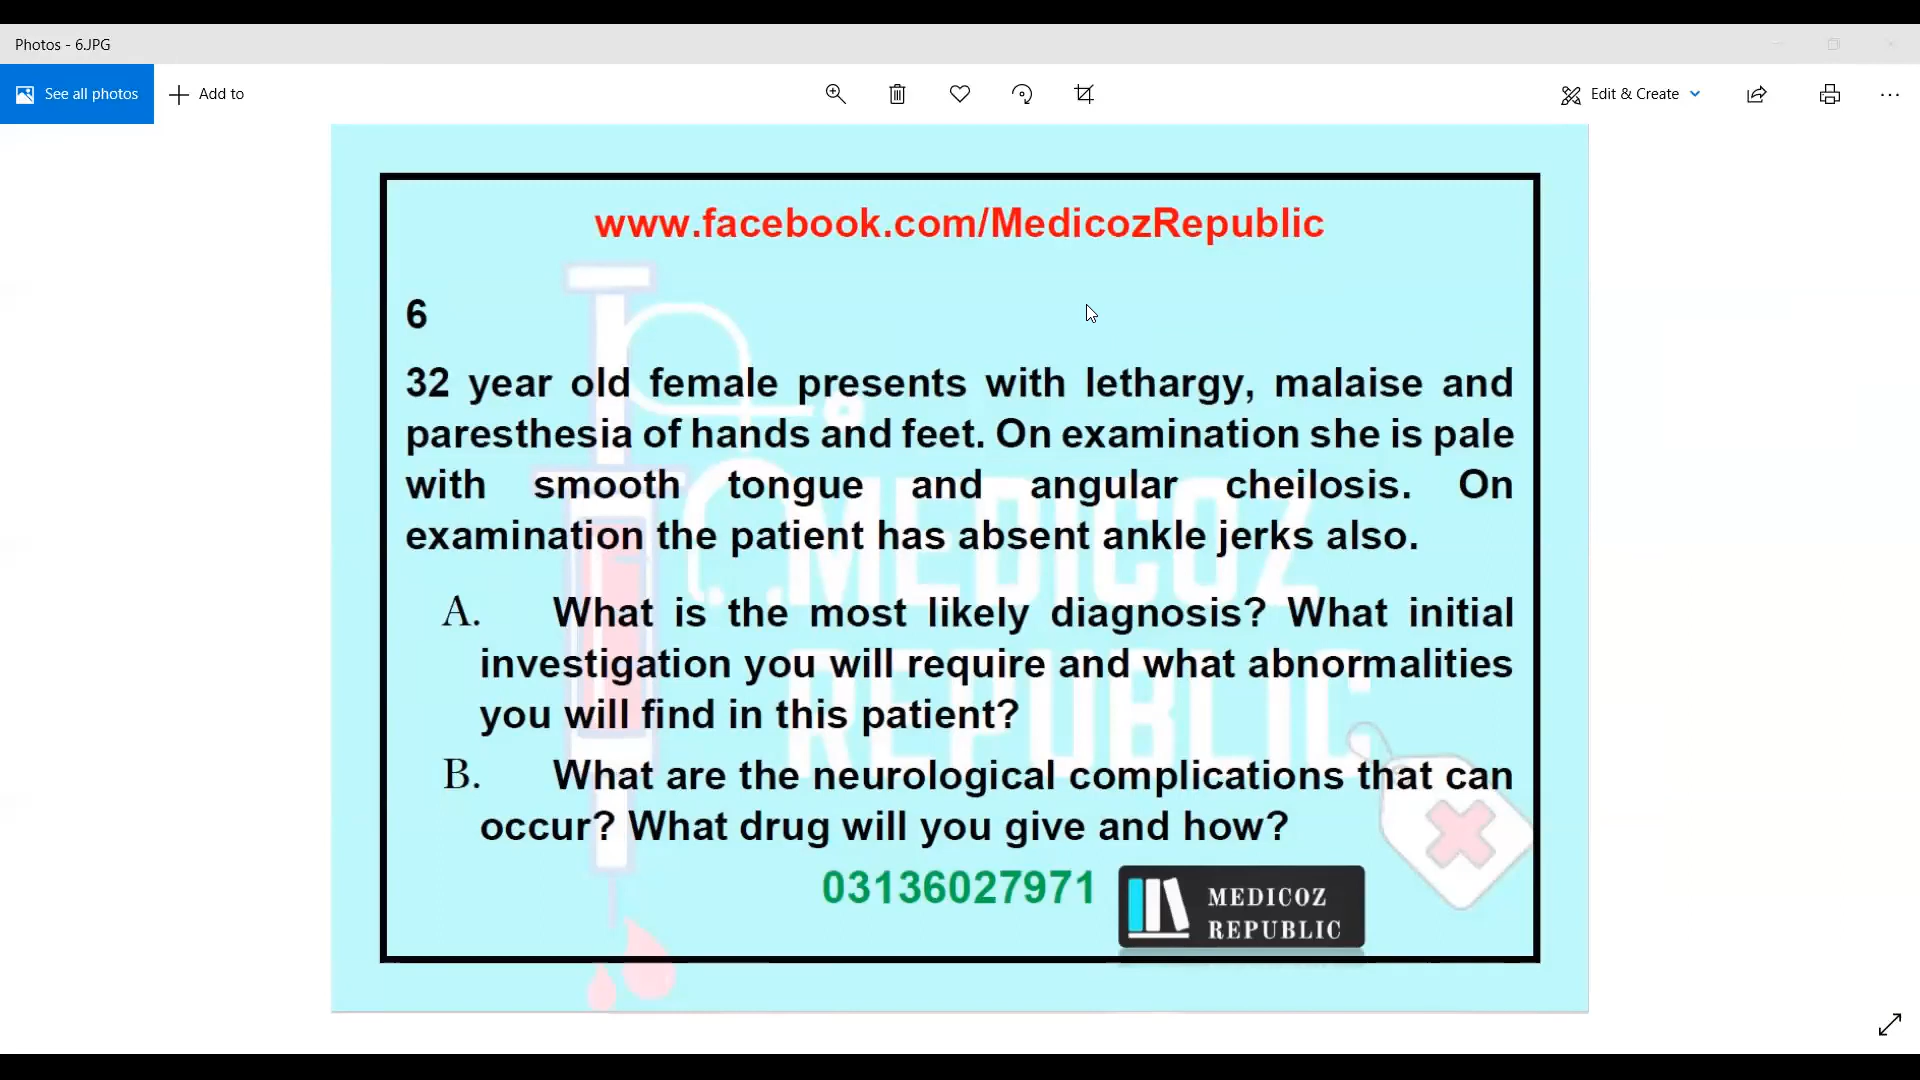 Photos - 6.JPG
See all photos
Add to
Edit & Create
www.facebook.com/MedicozRepublic
6
32 year old female presents with lethargy, malaise and
paresthesia of hands and feet. On examination she is pale
with smooth tongue and angular cheilosis. On
examination the patient has absent ankle jerks also.
A. What is the most likely diagnosis? What initial
investigation you will require and what abnormalities
you will find in this patient?
B. What are the neurological complications that can
occur? What drug will you give and how?
03136027971
MEDICOZ
REPUBLIC
MEDICOZ
REPUBLIC